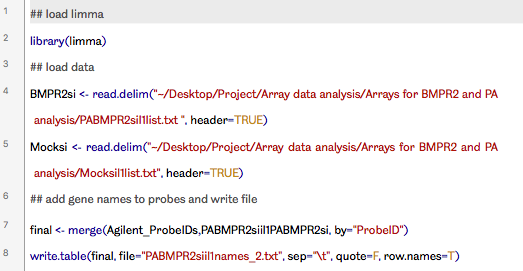 1 ## load limma
2 library(limma)
3 ## load data
4 BMPR2si <- read.delim("~/Desktop/Project/Array data analysis/Arrays for BMPR2 and PA
analysis/PABMPR2sil1list.txt ", header=TRUE)
5 Mocksi <- read.delim("~/Desktop/Project/Array data analysis/Arrays for BMPR2 and PA
analysis/Mocksil1list.txt", header=TRUE)
6 ## add gene names to probes and write file
7 final <- merge(Agilent_ProbeIDs,PABMPR2siil1PABMPR2si, by="ProbeID")
8 write.table(final, file="PABMPR2siil1names_2.txt", sep="\t", quote=F, row.names=T)